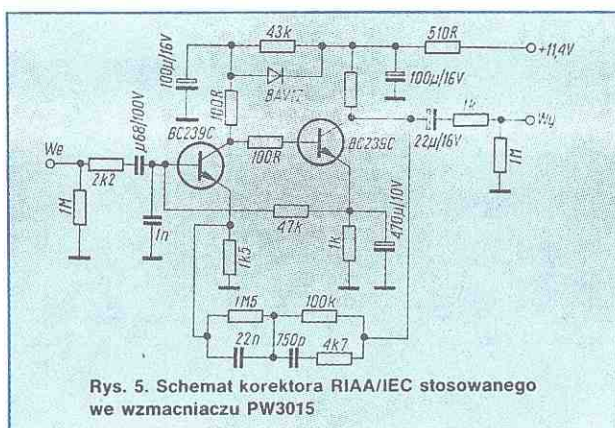 43k
510R
+11,4V
100μ/16V
BAV17
100μ/16V
100R
1k
Wy
μ68/100V
BC239C
BC239C
22μ/16V
We
100R
1M
2k2
1M
1n
47k
470μ/10V
1k5
1k
1M5
100k
22n
750p
4k7
Rys. 5. Schemat korektora RIAA/IEC stosowanego
we wzmacniaczu PW3015